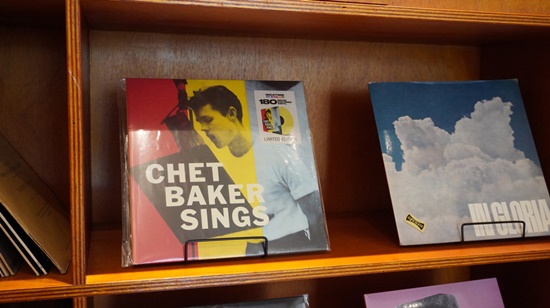 CHET
BAKER
SINGS
180
LIMITED EDITION
IN GLORIA